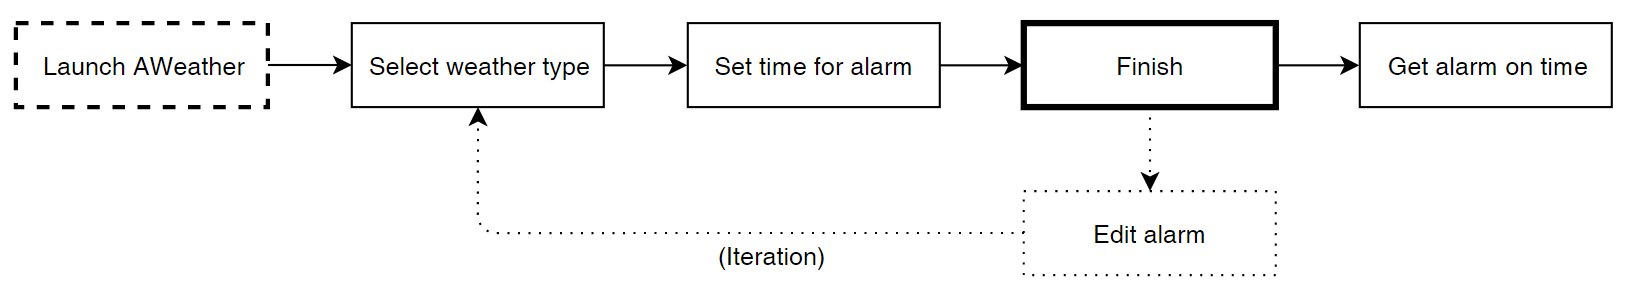 Launch AWeather
Select weather type
Set time for alarm
Finish
Get alarm on time
Edit alarm
(Iteration)